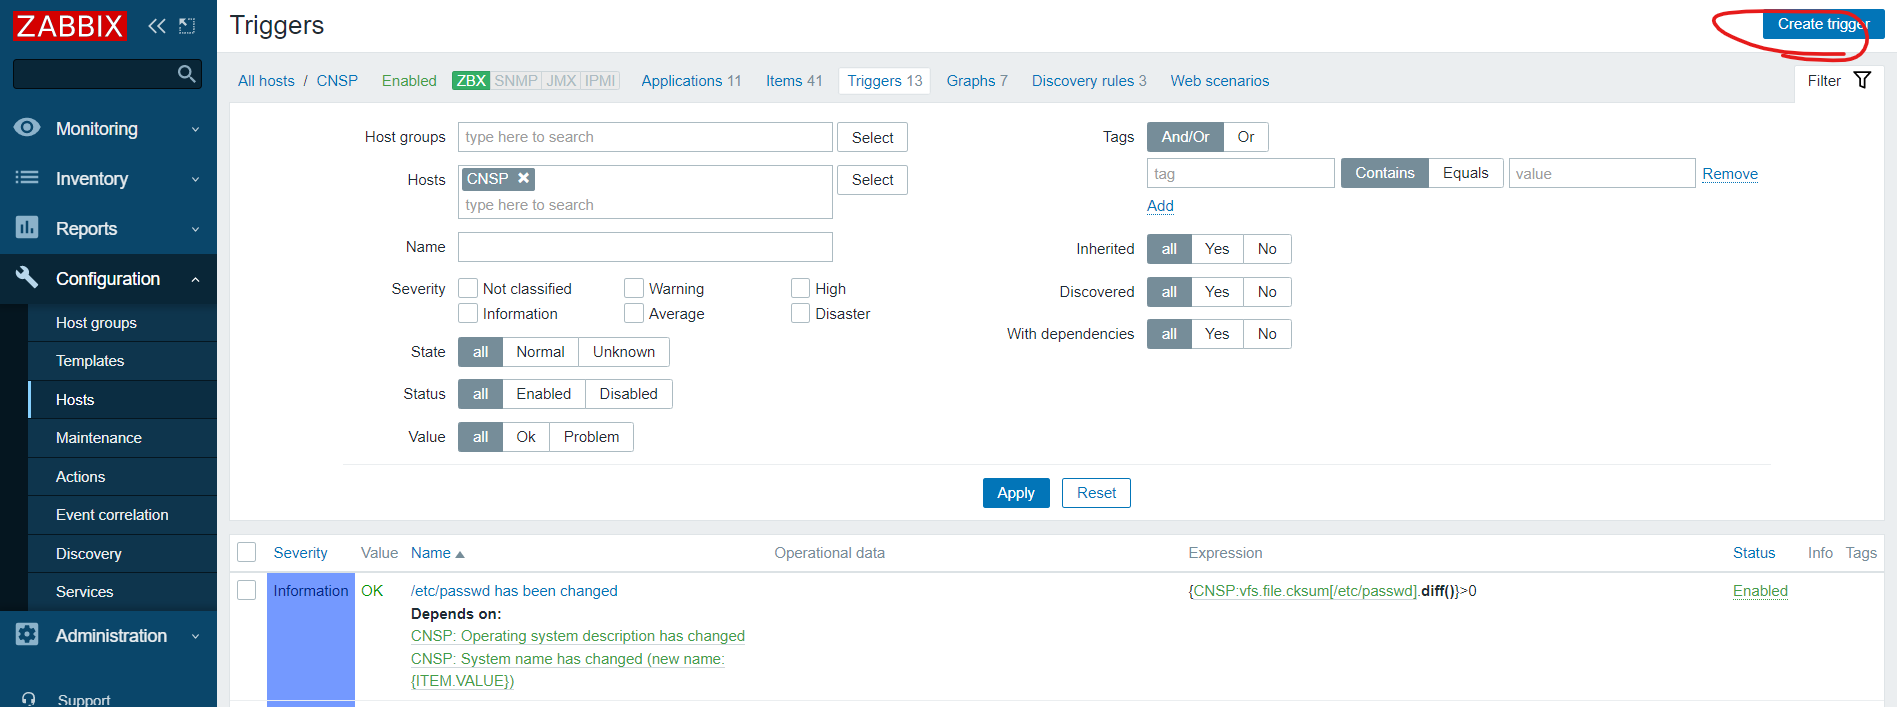 ZABBIX
Triggers
Create trigger
All hosts / CNSP Enabled ZBX SNMP JMX IPMI Applications 11 Items 41 Triggers 13 Graphs 7 Discovery rules 3 Web scenarios
Filter
Monitoring
Inventory
Reports
Configuration
Host groups
Templates
Hosts
Maintenance
Actions
Event correlation
Discovery
Services
Administration
Support
Host groups type here to search Select
Hosts CNSP Select
type here to search
Name
Severity Not classified Warning High
Information Average Disaster
State all Normal Unknown
Status all Enabled Disabled
Value all Ok Problem
Tags And/Or Or
tag Contains Equals value Remove
Add
Inherited all Yes No
Discovered all Yes No
With dependencies all Yes No
Apply Reset
Severity Value Name Operational data Expression Status Info Tags
Information OK /etc/passwd has been changed {CNSP:vfs.file.cksum[/etc/passwd].diff()}>0 Enabled
Depends on:
CNSP: Operating system description has changed
CNSP: System name has changed (new name:
{ITEM.VALUE})